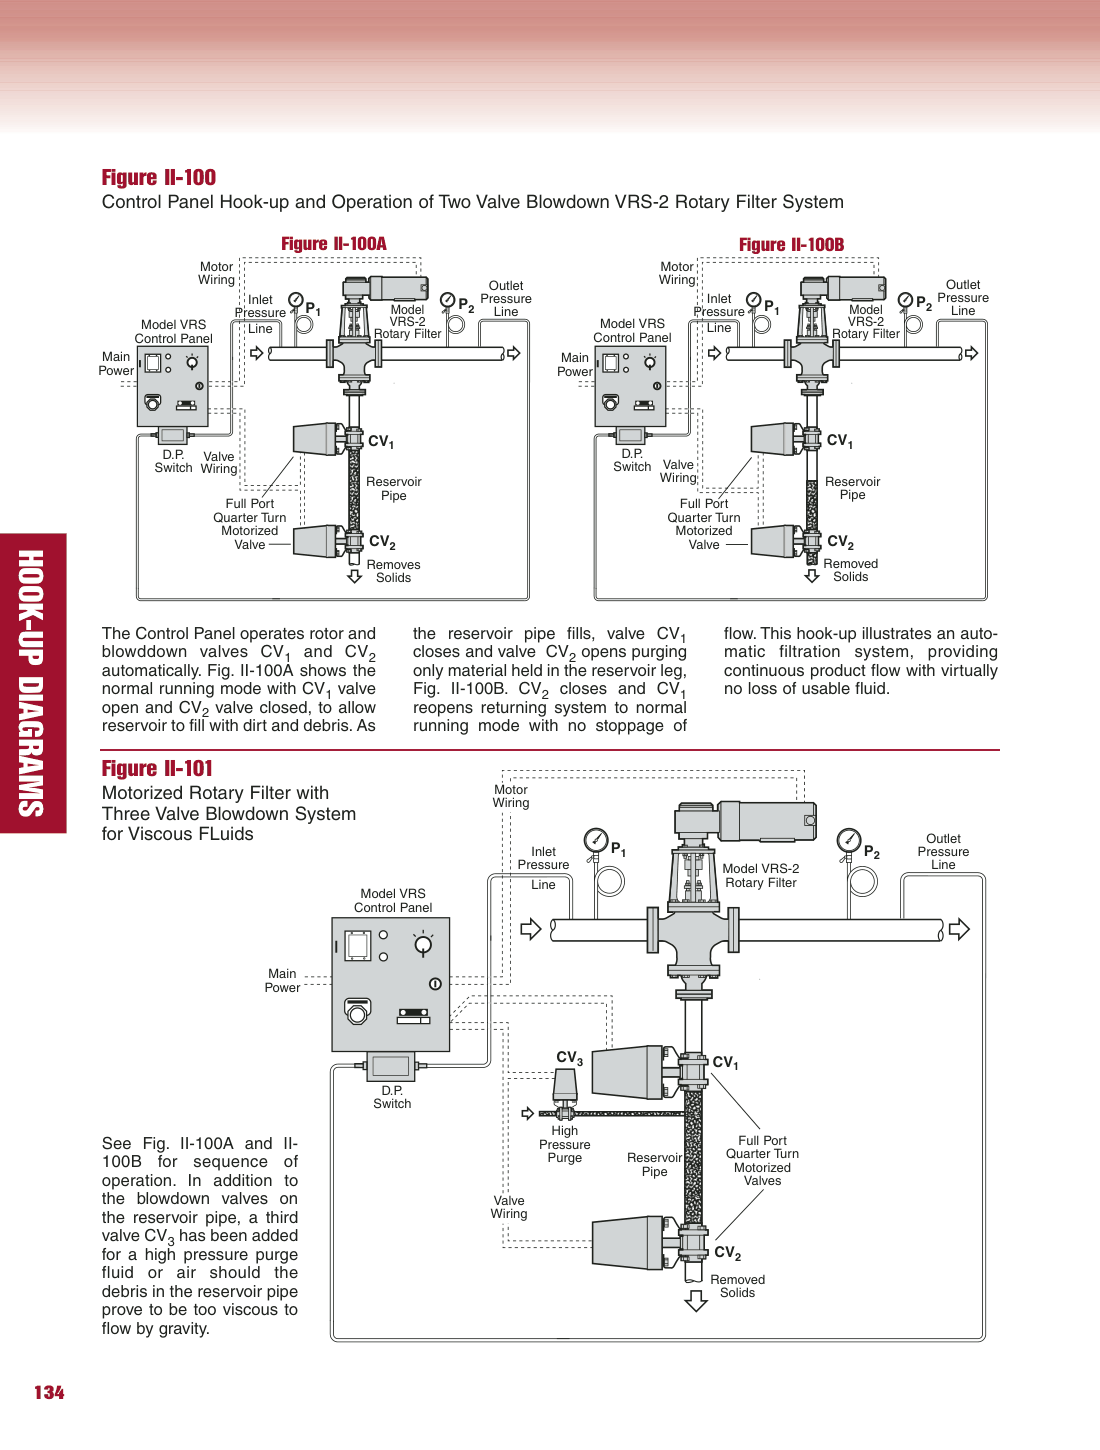 Figure II-100
Control Panel Hook-up and Operation of Two Valve Blowdown VRS-2 Rotary Filter System
Figure II-100A
Motor
Wiring
Inlet
Pressure
Line
P1
Model
VRS-2
Rotary Filter
P2
Outlet
Pressure
Line
Model VRS
Control Panel
Main
Power
D.P.
Switch
Valve
Wiring
CV1
Reservoir
Pipe
Full Port
Quarter Turn
Motorized
Valve
CV2
Removes
Solids
Figure II-100B
Motor
Wiring
Inlet
Pressure
Line
P1
Model
VRS-2
Rotary Filter
P2
Outlet
Pressure
Line
Model VRS
Control Panel
Main
Power
D.P.
Switch
Valve
Wiring
CV1
Reservoir
Pipe
Full Port
Quarter Turn
Motorized
Valve
CV2
Removed
Solids
HOOK-UP DIAGRAMS
The Control Panel operates rotor and
blowddown valves CV1 and CV2
automatically. Fig. II-100A shows the
normal running mode with CV1 valve
open and CV2 valve closed, to allow
reservoir to fill with dirt and debris. As
the reservoir pipe fills, valve CV1
closes and valve CV2 opens purging
only material held in the reservoir leg,
Fig. II-100B. CV2 closes and CV1
reopens returning system to normal
running mode with no stoppage of
flow. This hook-up illustrates an auto-
matic filtration system, providing
continuous product flow with virtually
no loss of usable fluid.
Figure II-101
Motorized Rotary Filter with
Three Valve Blowdown System
for Viscous FLuids
Motor
Wiring
Inlet
Pressure
Line
P1
Model VRS-2
Rotary Filter
P2
Outlet
Pressure
Line
Model VRS
Control Panel
Main
Power
D.P.
Switch
CV3
CV1
High
Pressure
Purge
Reservoir
Pipe
Full Port
Quarter Turn
Motorized
Valves
Valve
Wiring
CV2
Removed
Solids
See Fig. II-100A and II-
100B for sequence of
operation. In addition to
the blowdown valves on
the reservoir pipe, a third
valve CV3 has been added
for a high pressure purge
fluid or air should the
debris in the reservoir pipe
prove to be too viscous to
flow by gravity.
134